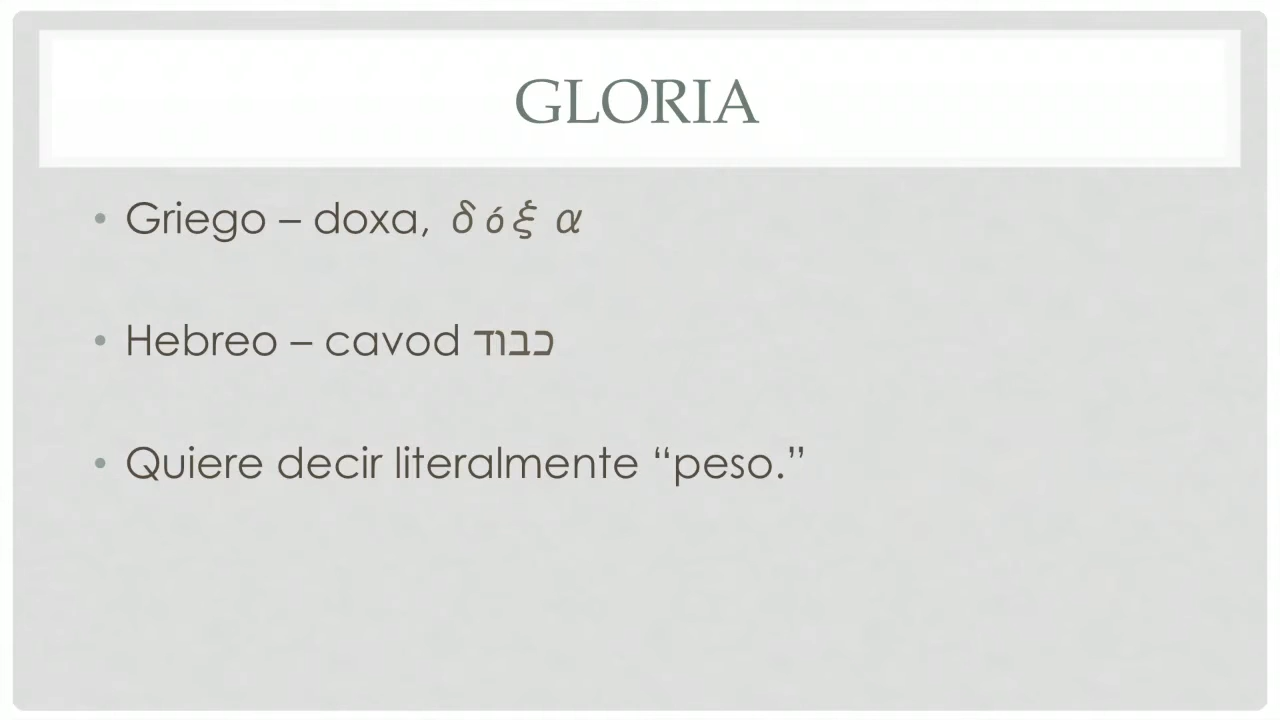 GLORIA
• Griego – doxa, δόξα
• Hebreo – cavod כבוד
• Quiere decir literalmente “peso.”